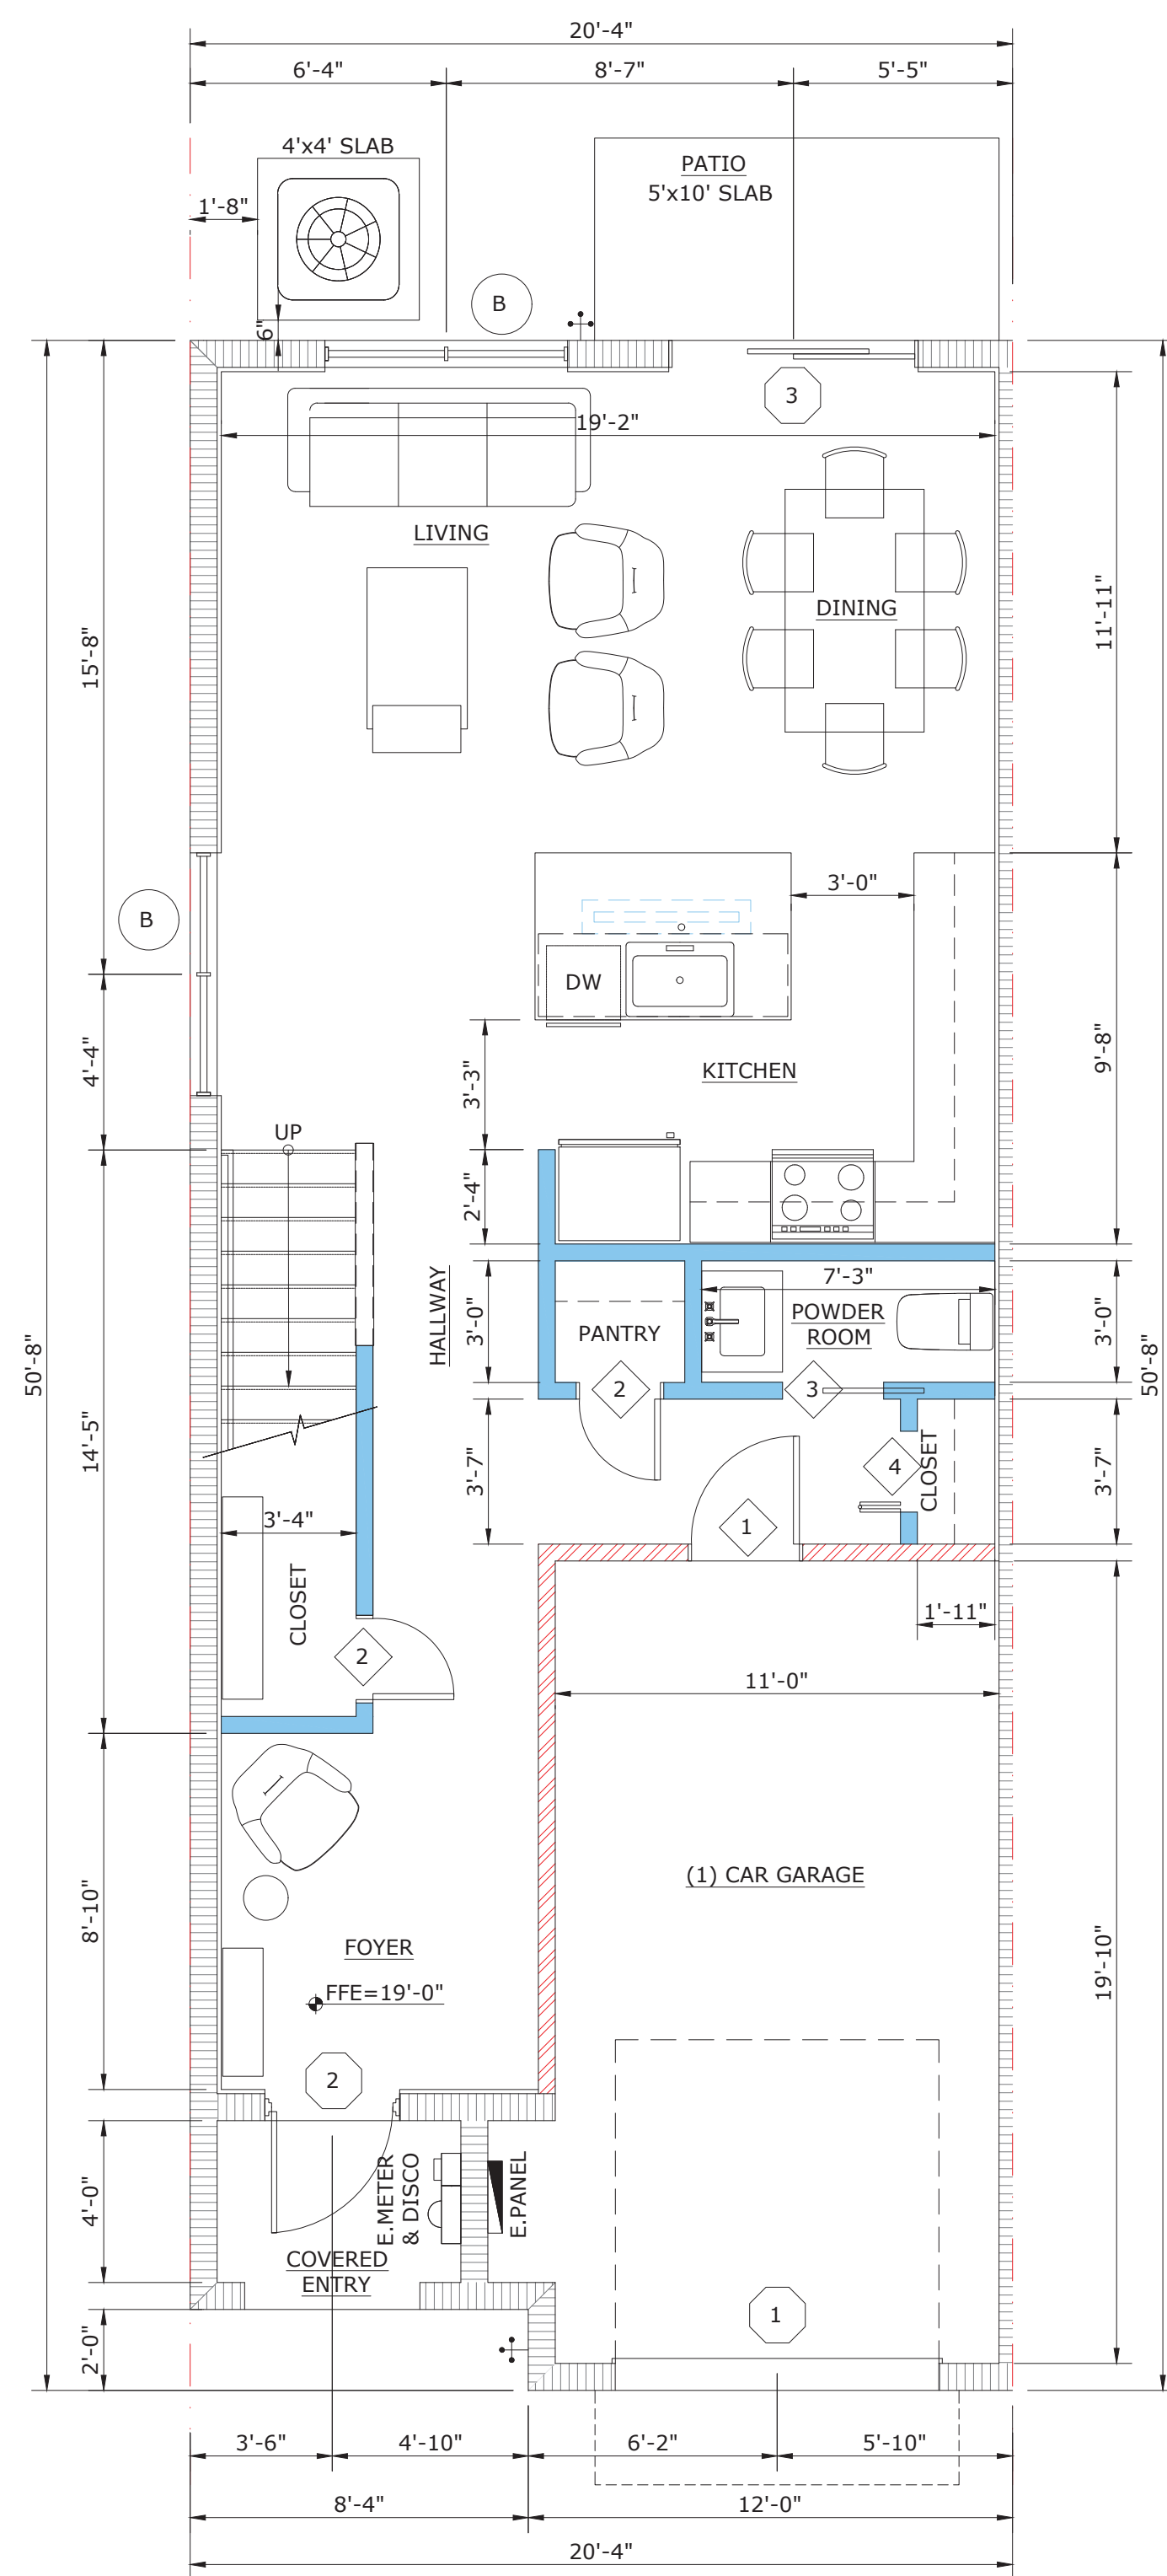 20'-4"
6'-4"
8'-7"
5'-5"
4'x4' SLAB
PATIO
5'x10' SLAB
1'-8"
B
6"
3
19'-2"
LIVING
DINING
11'-11"
15'-8"
3'-0"
B
DW
KITCHEN
9'-8"
4'-4"
3'-3"
UP
2'-4"
7'-3"
HALLWAY
3'-0"
PANTRY
POWDER
ROOM
3'-0"
50'-8"
50'-8"
2
3
14'-5"
3'-7"
4
CLOSET
3'-7"
3'-4"
1
CLOSET
1'-11"
2
11'-0"
(1) CAR GARAGE
8'-10"
FOYER
19'-10"
FFE=19'-0"
2
4'-0"
E.METER
& DISCO
E.PANEL
COVERED
ENTRY
1
2'-0"
3'-6"
4'-10"
6'-2"
5'-10"
8'-4"
12'-0"
20'-4"